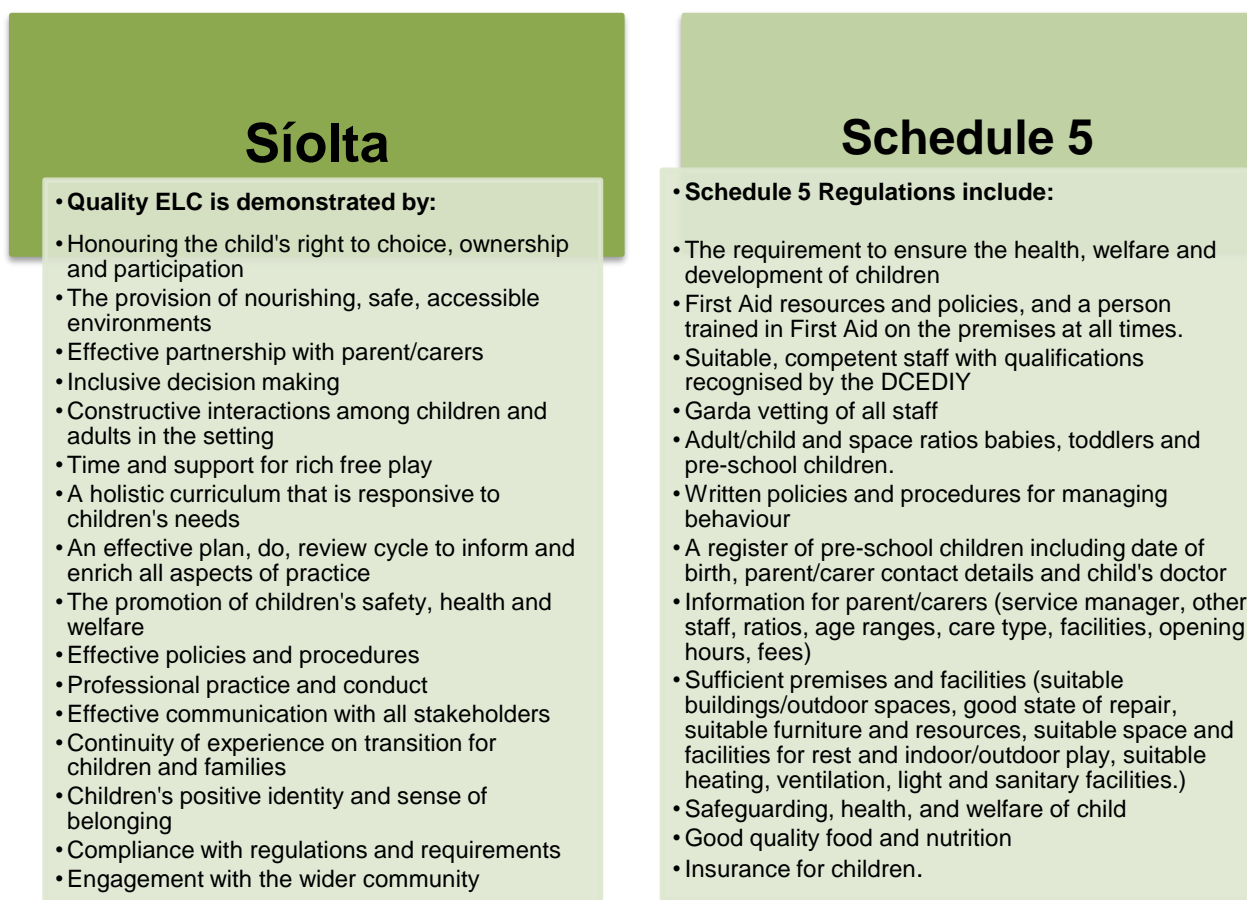 Síolta
• Quality ELC is demonstrated by:
• Honouring the child's right to choice, ownership
and participation
• The provision of nourishing, safe, accessible
environments
• Effective partnership with parent/carers
• Inclusive decision making
• Constructive interactions among children and
adults in the setting
• Time and support for rich free play
• A holistic curriculum that is responsive to
children's needs
• An effective plan, do, review cycle to inform and
enrich all aspects of practice
• The promotion of children's safety, health and
welfare
• Effective policies and procedures
• Professional practice and conduct
• Effective communication with all stakeholders
• Continuity of experience on transition for
children and families
• Children's positive identity and sense of
belonging
• Compliance with regulations and requirements
• Engagement with the wider community
Schedule 5
• Schedule 5 Regulations include:
• The requirement to ensure the health, welfare and
development of children
• First Aid resources and policies, and a person
trained in First Aid on the premises at all times.
• Suitable, competent staff with qualifications
recognised by the DCEDIY
• Garda vetting of all staff
• Adult/child and space ratios babies, toddlers and
pre-school children.
• Written policies and procedures for managing
behaviour
• A register of pre-school children including date of
birth, parent/carer contact details and child's doctor
• Information for parent/carers (service manager, other
staff, ratios, age ranges, care type, facilities, opening
hours, fees)
• Sufficient premises and facilities (suitable
buildings/outdoor spaces, good state of repair,
suitable furniture and resources, suitable space and
facilities for rest and indoor/outdoor play, suitable
heating, ventilation, light and sanitary facilities.)
• Safeguarding, health, and welfare of child
• Good quality food and nutrition
• Insurance for children.